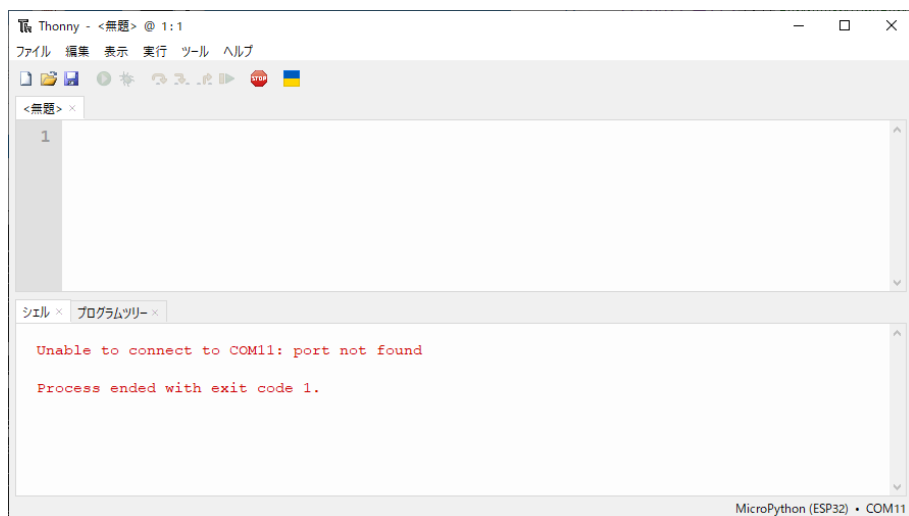 Thonny - <無題> @ 1:1
ファイル 編集 表示 実行 ツール ヘルプ
STOP
<無題> ×
1
シェル × プログラムツリー ×
Unable to connect to COM11: port not found
Process ended with exit code 1.
MicroPython (ESP32) • COM11